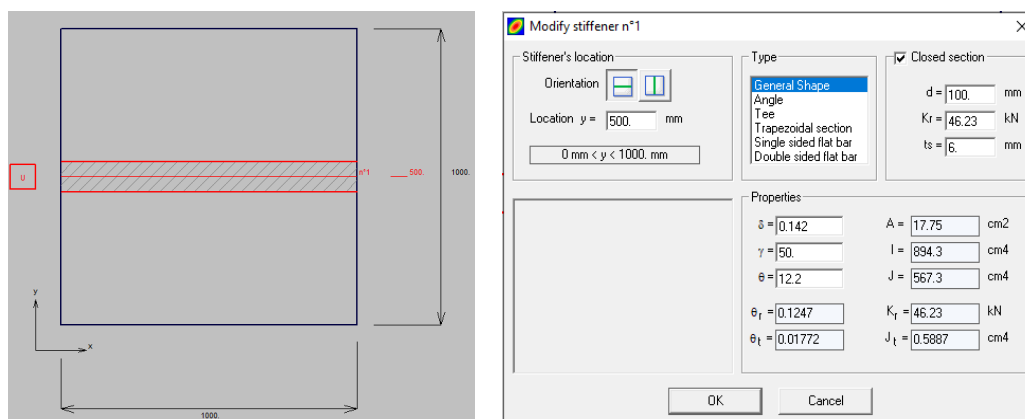 U
n°1
500.
1000.
y
x
1000.
Modify stiffener n°1
Stiffener's location
Orientation
Location y = 500. mm
0 mm < y < 1000. mm
Type
General Shape
Angle
Tee
Trapezoidal section
Single sided flat bar
Double sided flat bar
Closed section
d = 100. mm
Kr = 46.23 kN
ts = 6. mm
Properties
δ = 0.142
γ = 50.
θ = 12.2
θr = 0.1247
θt = 0.01772
A = 17.75 cm2
I = 894.3 cm4
J = 567.3 cm4
Kr = 46.23 kN
Jt = 0.5887 cm4
OK
Cancel